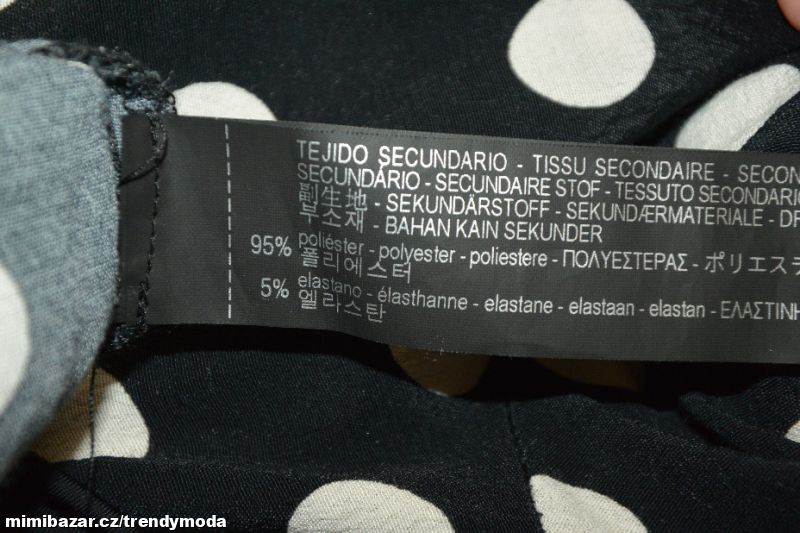 TEJIDO SECUNDARIO - TISSU SECONDAIRE -
SECUNDÁRIO - SECUNDAIRE STOF - TESSUTO SECONDARIO
副生地 - SEKUNDÄRSTOFF - SEKUNDÆRMATERIALE -
부소재 - BAHAN KAIN SEKUNDER
95% poliéster - polyester - poliestere - ΠΟΛΥΕΣΤΕΡΑΣ - ポリエステ
폴리에스터
5% elastano - élasthanne - elastane - elastaan - elastan -
엘라스탄
mimibazar.cz/trendymoda